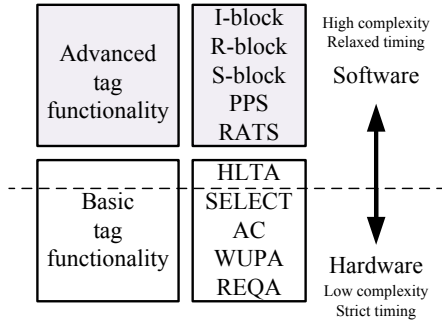 Advanced
tag
functionality
I-block
R-block
S-block
PPS
RATS
High complexity
Relaxed timing
Software
Basic
tag
functionality
HLTA
SELECT
AC
WUPA
REQA
Hardware
Low complexity
Strict timing